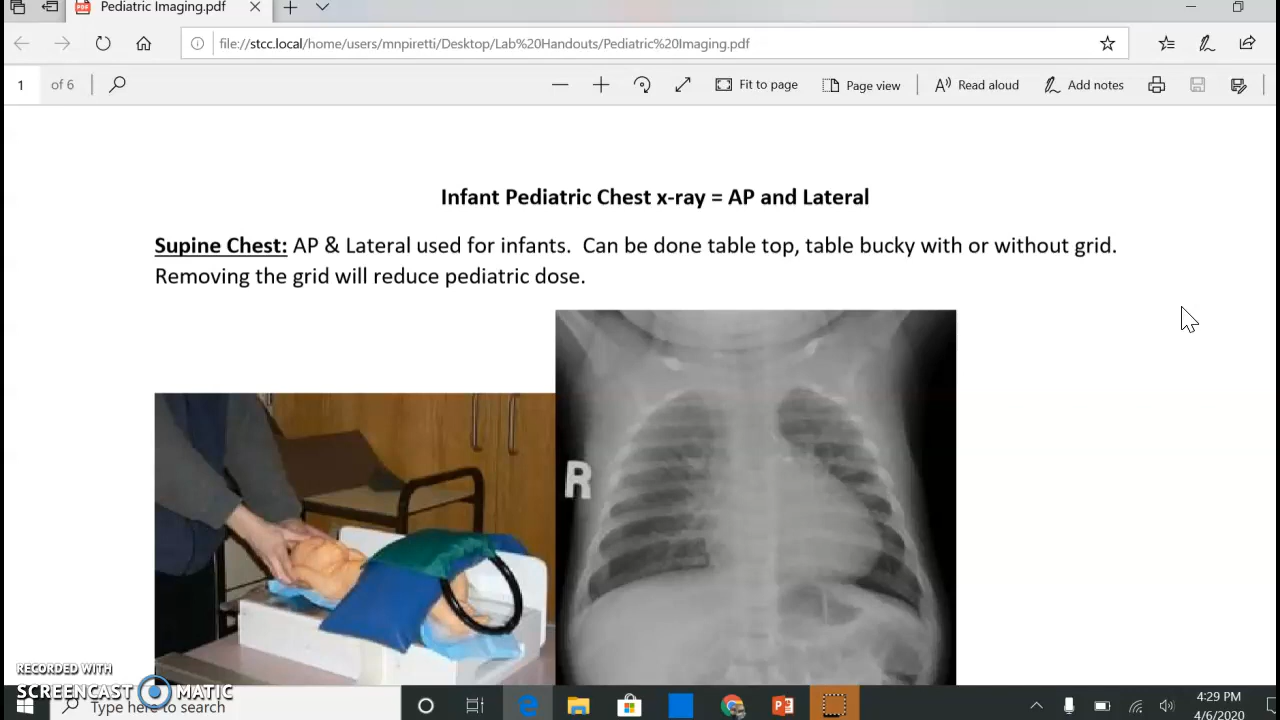 Pediatric Imaging.pdf
file://stcc.local/home/users/mnpiretti/Desktop/Lab%20Handouts/Pediatric%20Imaging.pdf
1 of 6
Fit to page
Page view
Read aloud
Add notes
Infant Pediatric Chest x-ray = AP and Lateral
Supine Chest: AP & Lateral used for infants. Can be done table top, table bucky with or without grid.
Removing the grid will reduce pediatric dose.
R
RECORDED WITH
SCREENCAST MATIC
Type here to search
4:29 PM
4/6/2020